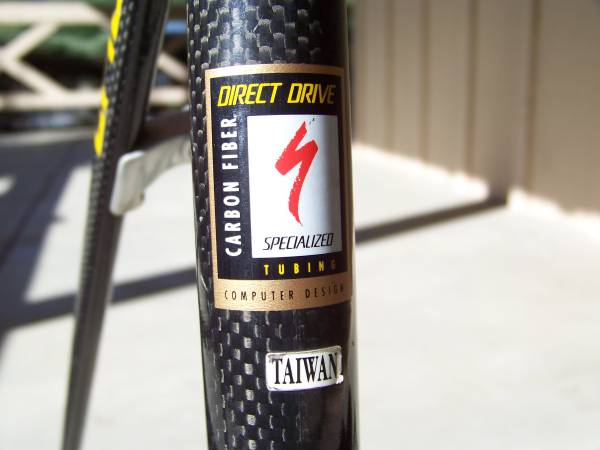 DIRECT DRIVE
CARBON FIBER
SPECIALIZED
TUBING
COMPUTER DESIGN
TAIWAN